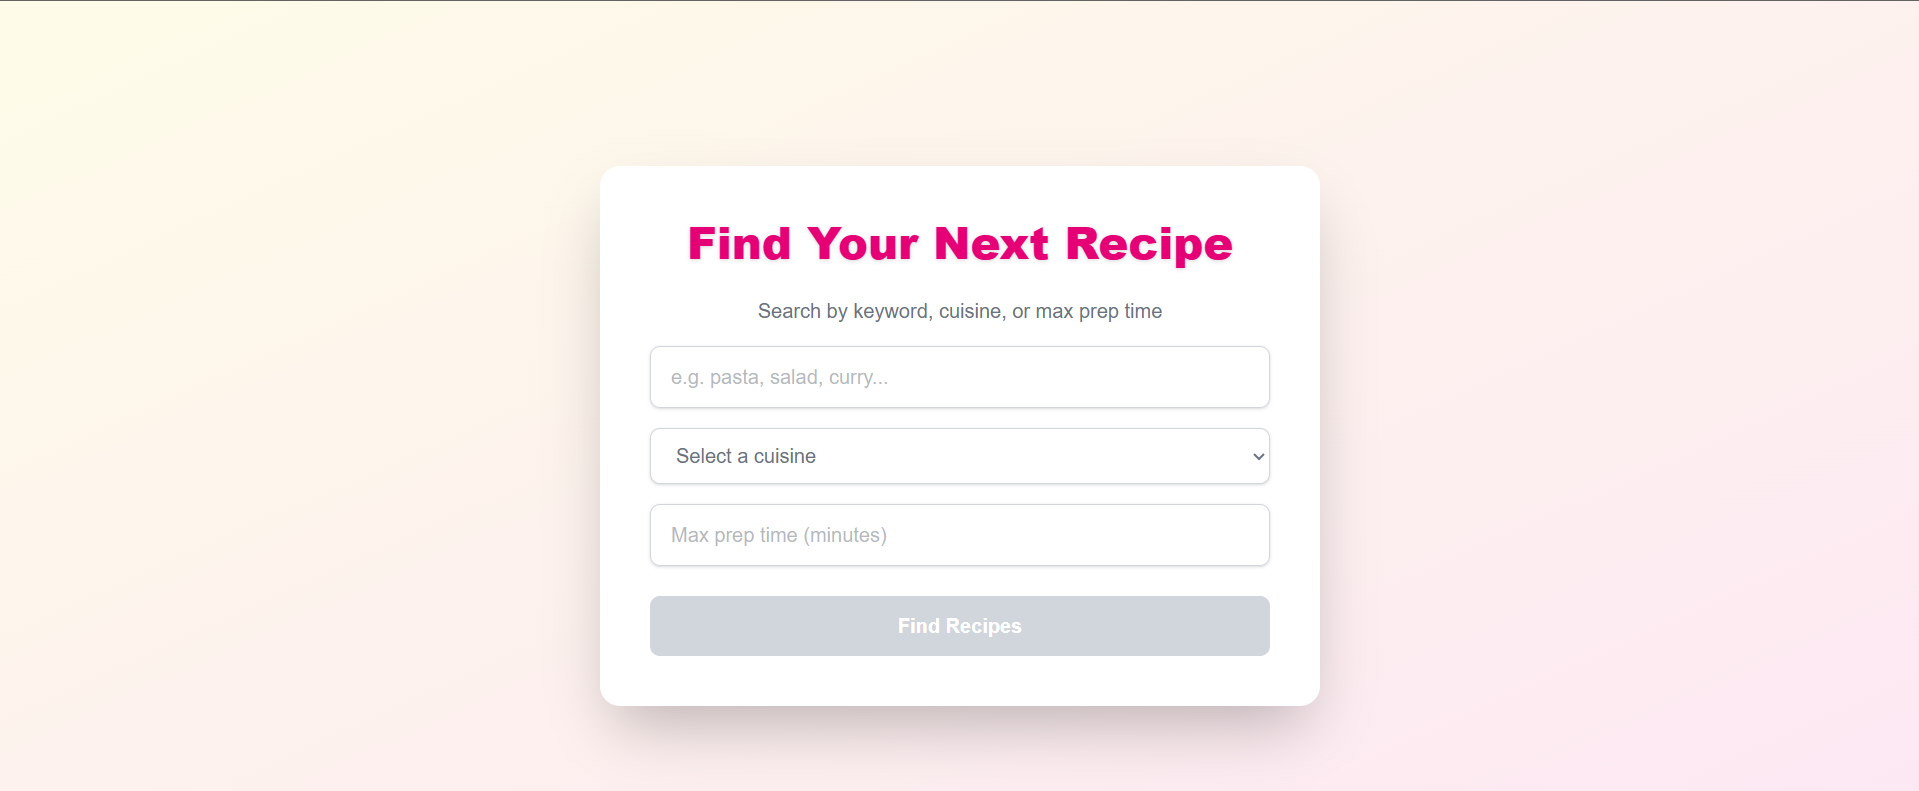 Find Your Next Recipe
Search by keyword, cuisine, or max prep time
e.g. pasta, salad, curry...
Select a cuisine
Max prep time (minutes)
Find Recipes